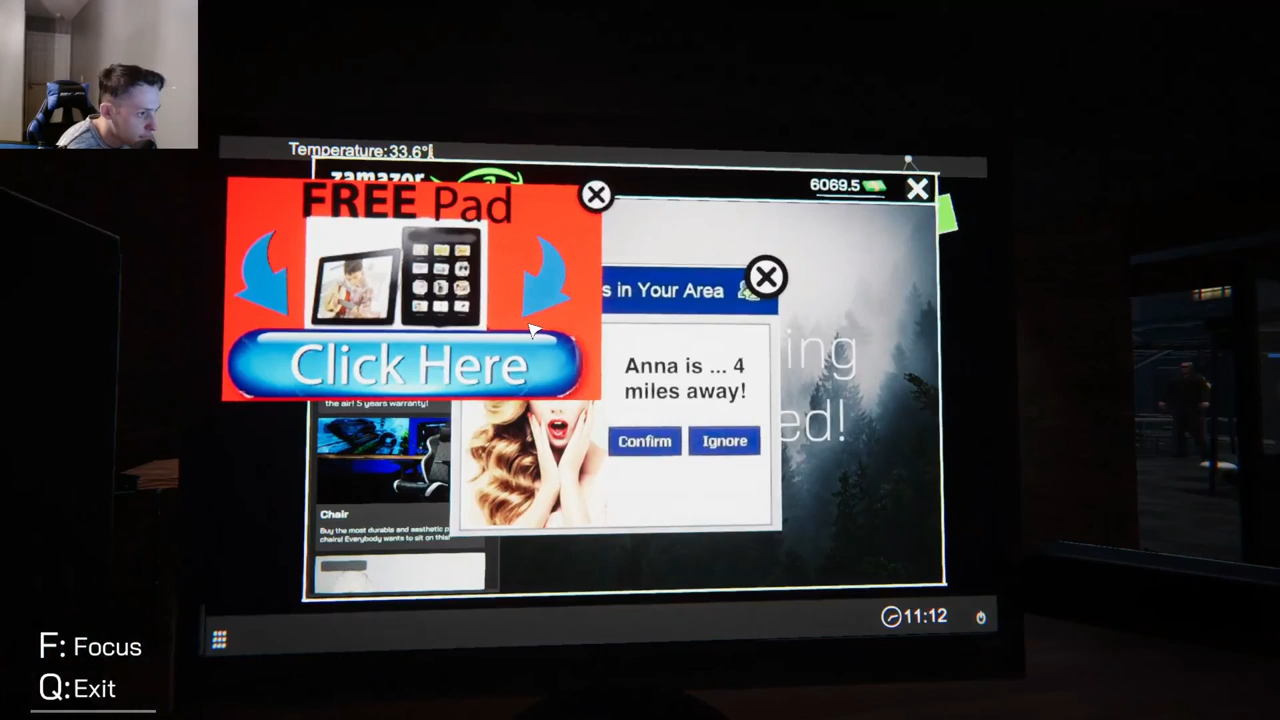 Temperature:33.6°
zamazor
6069.5
FREE Pad
Click Here
s in Your Area
Anna is ... 4
miles away!
Confirm
Ignore
ing
ed!
the air! 5 years warranty!
Chair
Buy the most durable and aesthetic p
chairs! Everybody wants to sit on this!
11:12
F: Focus
Q:Exit